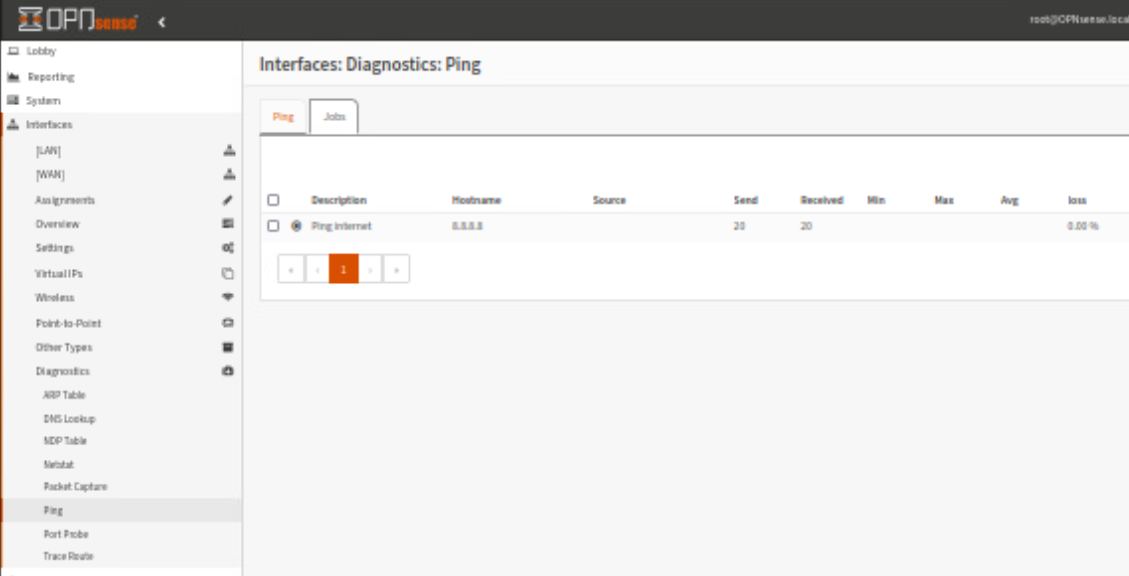 OPNsense
root@OPNsense.local
Lobby
Reporting
System
Interfaces
[LAN]
[WAN]
Assignments
Overview
Settings
Virtual IPs
Wireless
Point-to-Point
Other Types
Diagnostics
ARP Table
DNS Lookup
NDP Table
Netstat
Packet Capture
Ping
Port Probe
Trace Route
Interfaces: Diagnostics: Ping
Ping Jobs
Description Hostname Source Send Received Min Max Avg loss
Ping Internet 8.8.8.8 20 20 0.00 %
« ‹ 1 › »